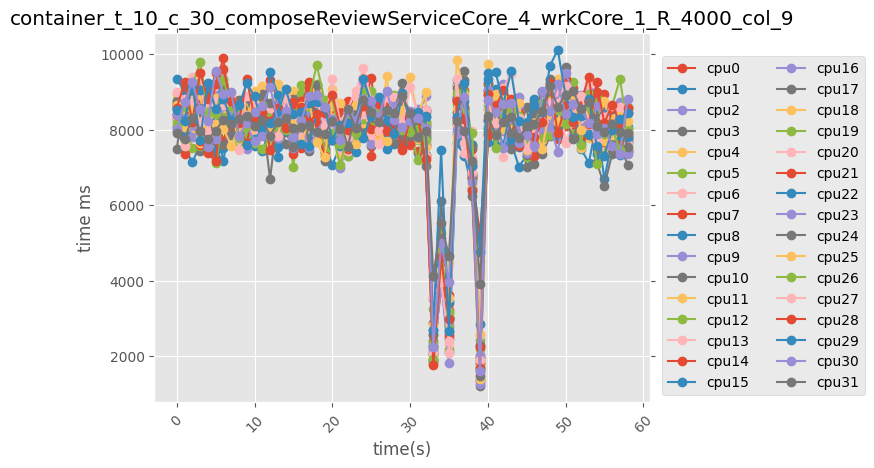 container_t_10_c_30_composeReviewServiceCore_4_wrkCore_1_R_4000_col_9
10000
8000
6000
4000
2000
time ms
0
10
20
30
40
50
60
time(s)
cpu0
cpu1
cpu2
cpu3
cpu4
cpu5
cpu6
cpu7
cpu8
cpu9
cpu10
cpu11
cpu12
cpu13
cpu14
cpu15
cpu16
cpu17
cpu18
cpu19
cpu20
cpu21
cpu22
cpu23
cpu24
cpu25
cpu26
cpu27
cpu28
cpu29
cpu30
cpu31